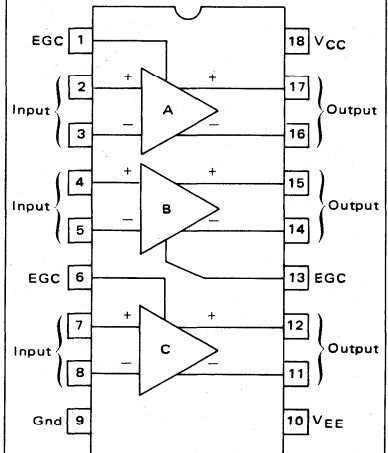 EGC 1 18 VCC
2 + + 17
Input A Output
3 − − 16
4 + + 15
Input B Output
5 − − 14
EGC 6 13 EGC
7 + + 12
Input C Output
8 − − 11
Gnd 9 10 VEE